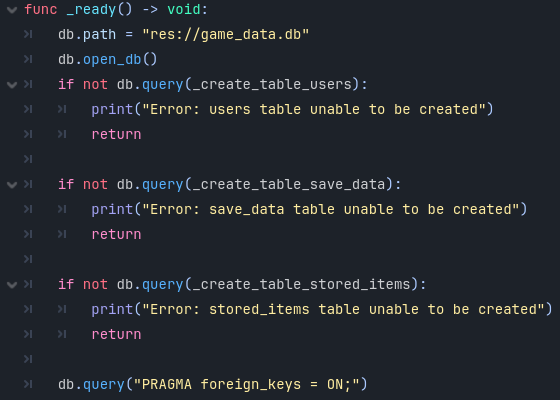 func _ready() -> void:
db.path = "res://game_data.db"
db.open_db()
if not db.query(_create_table_users):
print("Error: users table unable to be created")
return
if not db.query(_create_table_save_data):
print("Error: save_data table unable to be created")
return
if not db.query(_create_table_stored_items):
print("Error: stored_items table unable to be created")
return
db.query("PRAGMA foreign_keys = ON;")